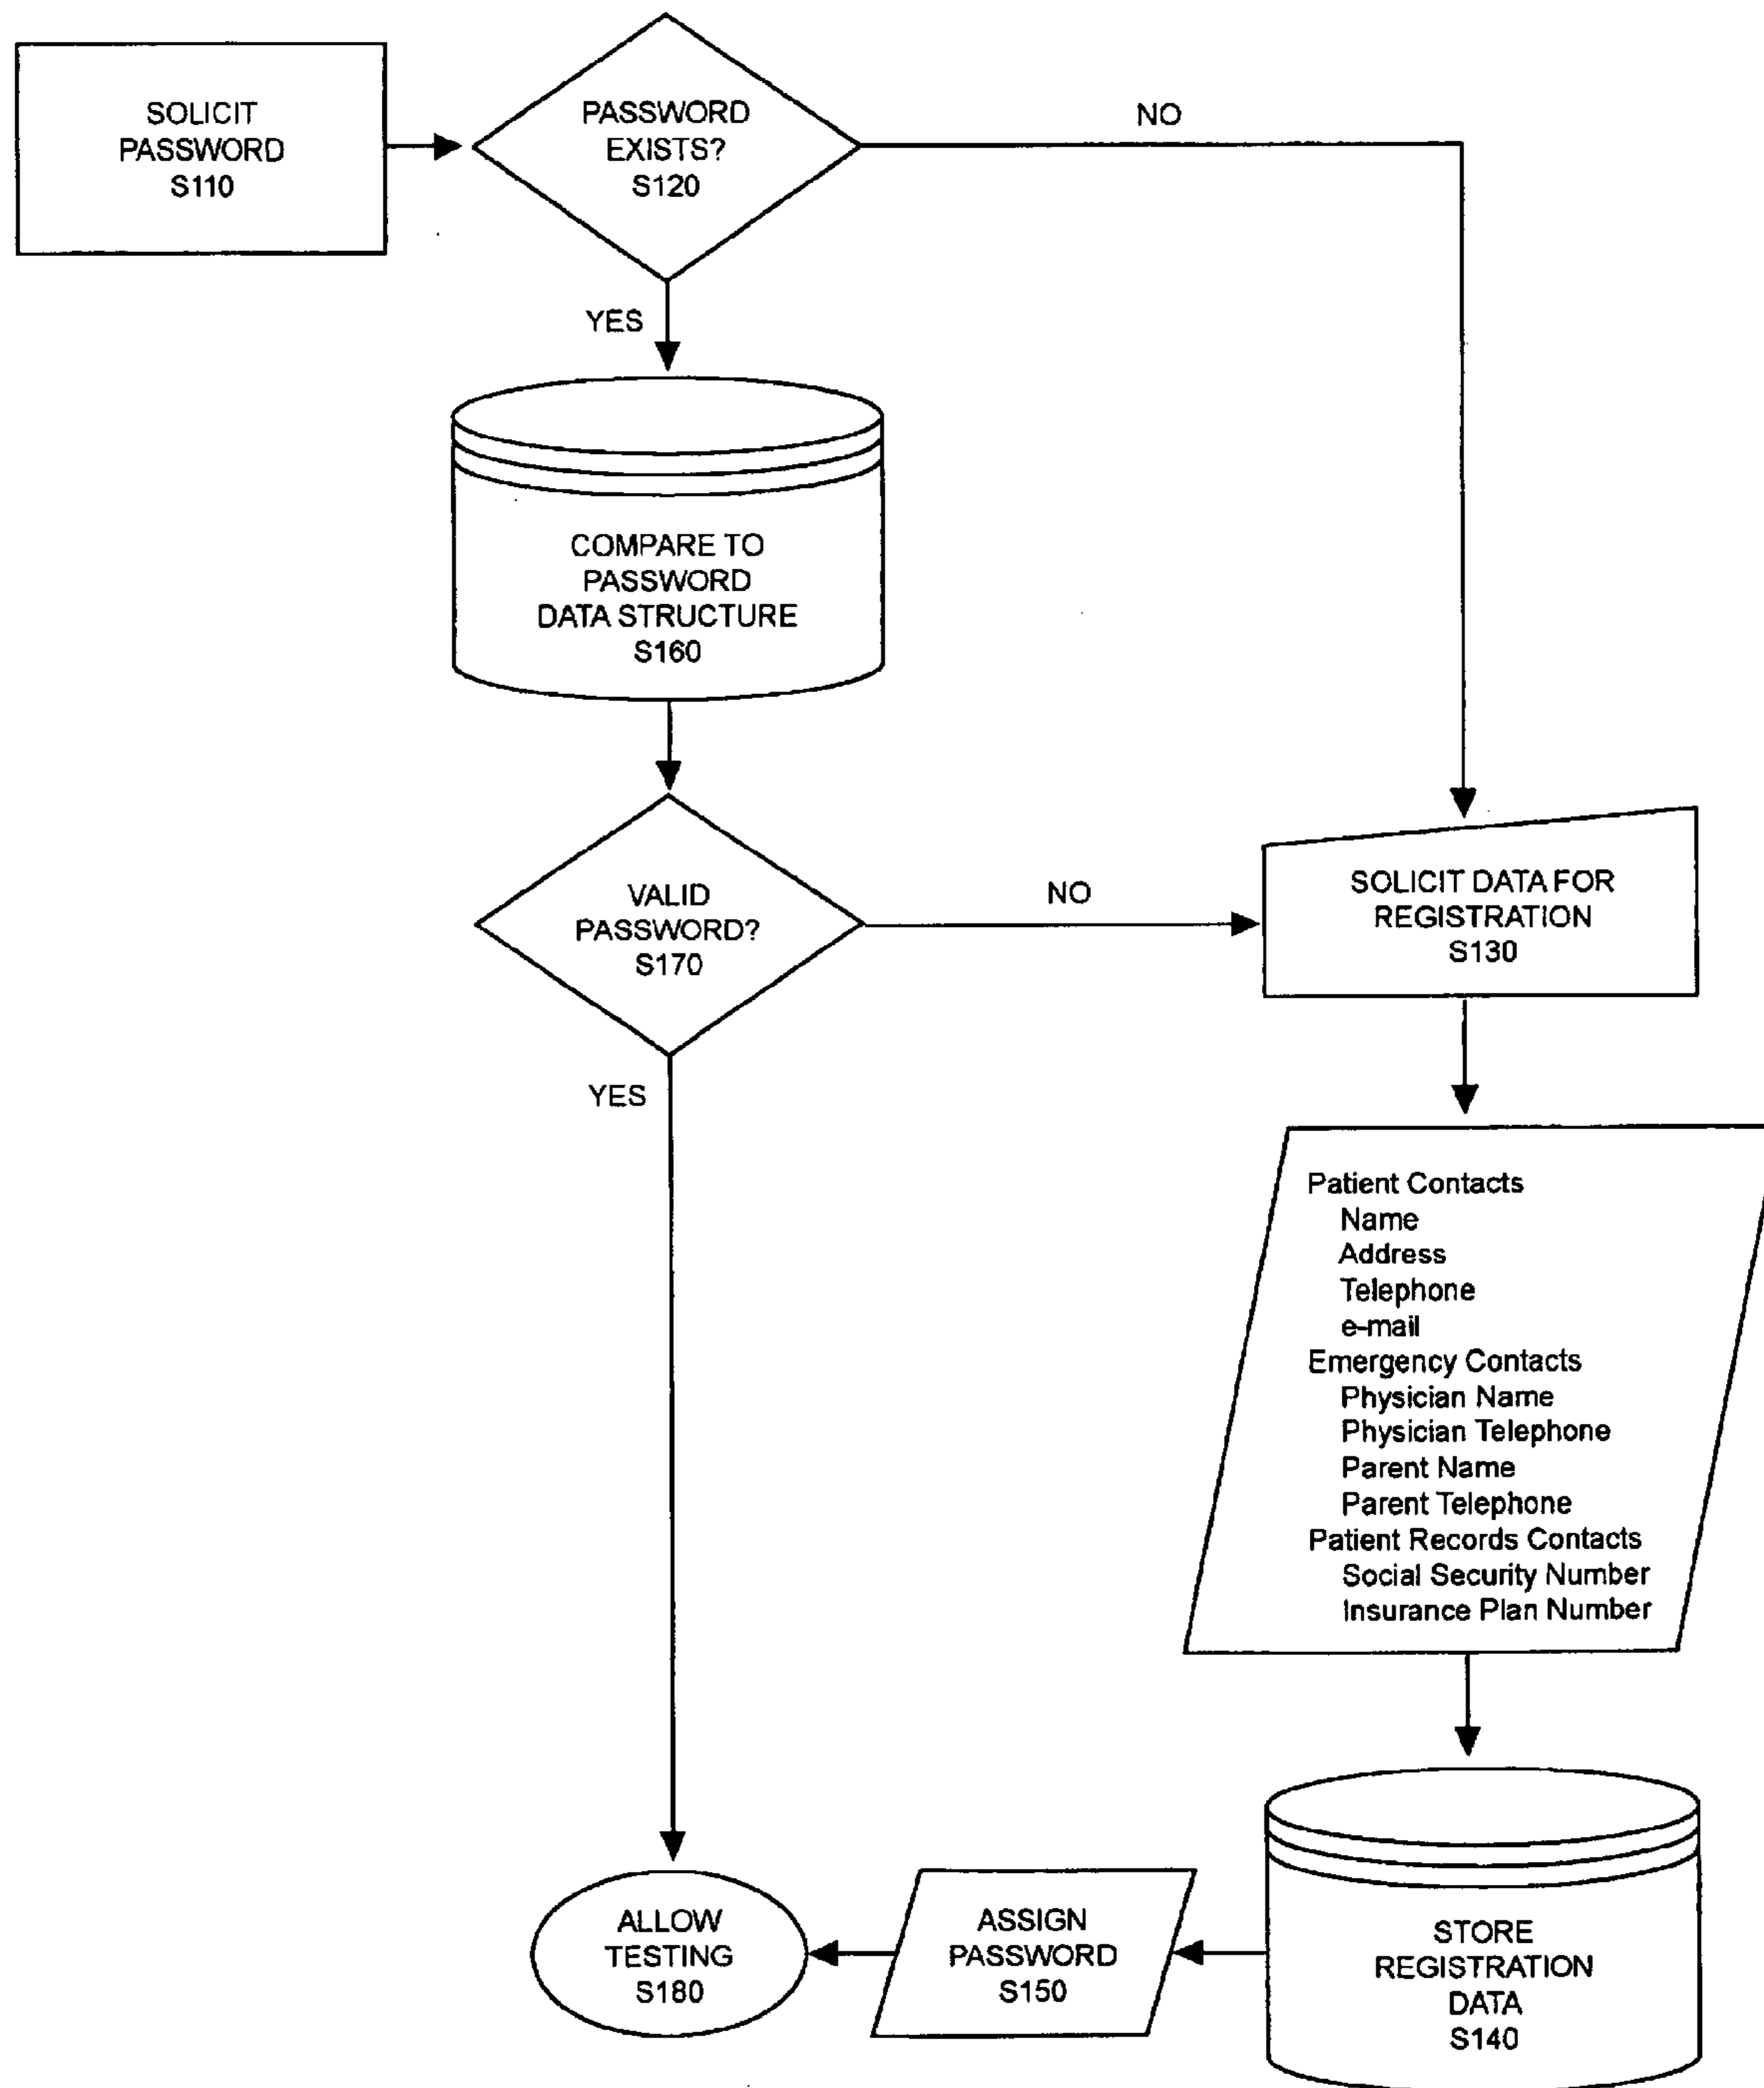 SOLICIT
PASSWORD
S110
PASSWORD
EXISTS?
S120
NO
YES
COMPARE TO
PASSWORD
DATA STRUCTURE
S160
VALID
PASSWORD?
S170
NO
SOLICIT DATA FOR
REGISTRATION
S130
YES
Patient Contacts
Name
Address
Telephone
e-mail
Emergency Contacts
Physician Name
Physician Telephone
Parent Name
Parent Telephone
Patient Records Contacts
Social Security Number
Insurance Plan Number
ALLOW
TESTING
S180
ASSIGN
PASSWORD
S150
STORE
REGISTRATION
DATA
S140